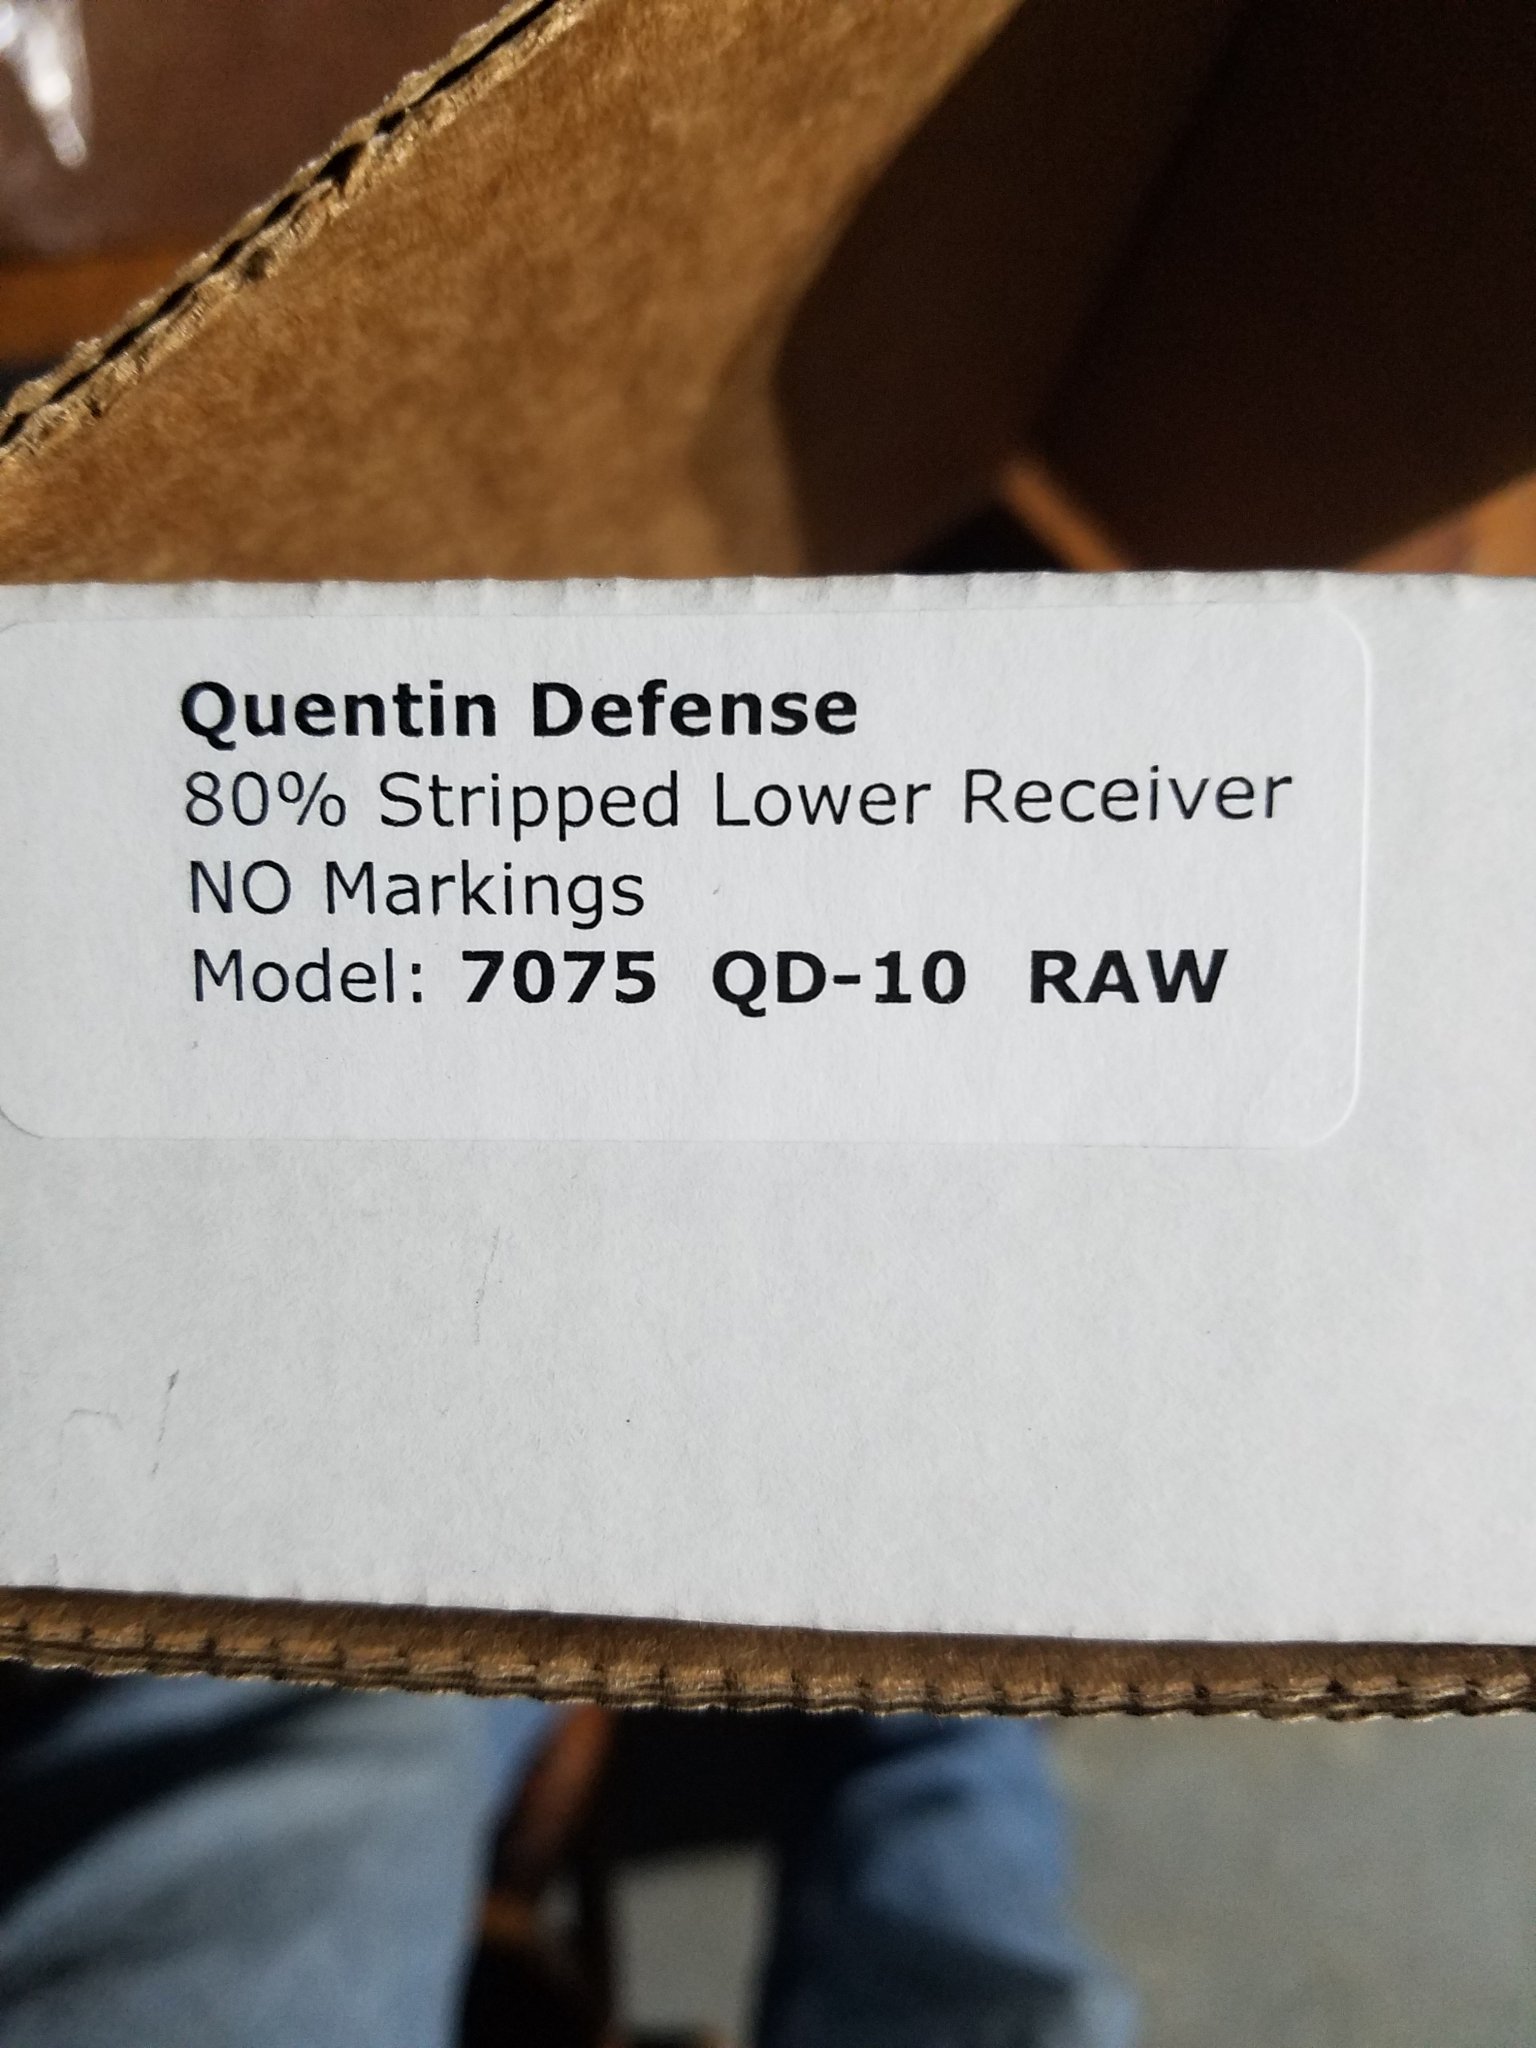 Quentin Defense
80% Stripped Lower Receiver
NO Markings
Model: 7075 QD-10 RAW